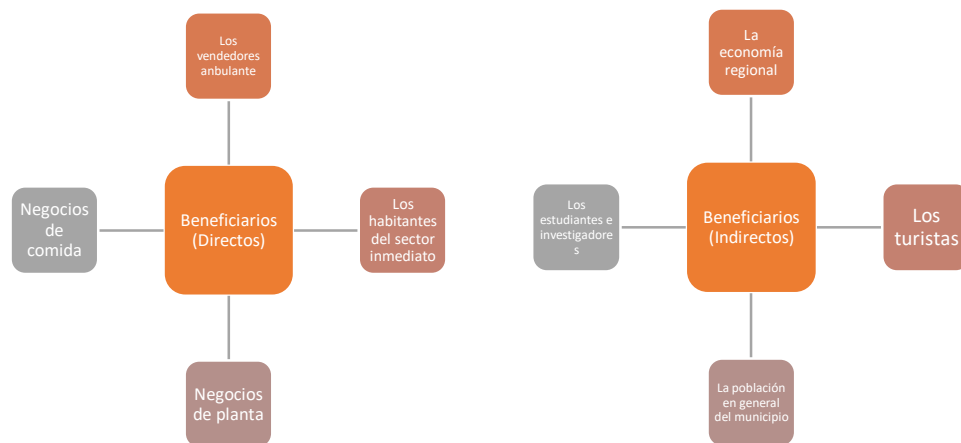 Los
vendedores
anbulante
Negocios
de
comida
Beneficiarios
(Directos)
Los
habitantes
del sector
inmediato
Negocios
de planta
La
economía
regional
Los
estudiantes e
investigadore
s
Beneficiarios
(Indirectos)
Los
turistas
La población
en general
del municipio